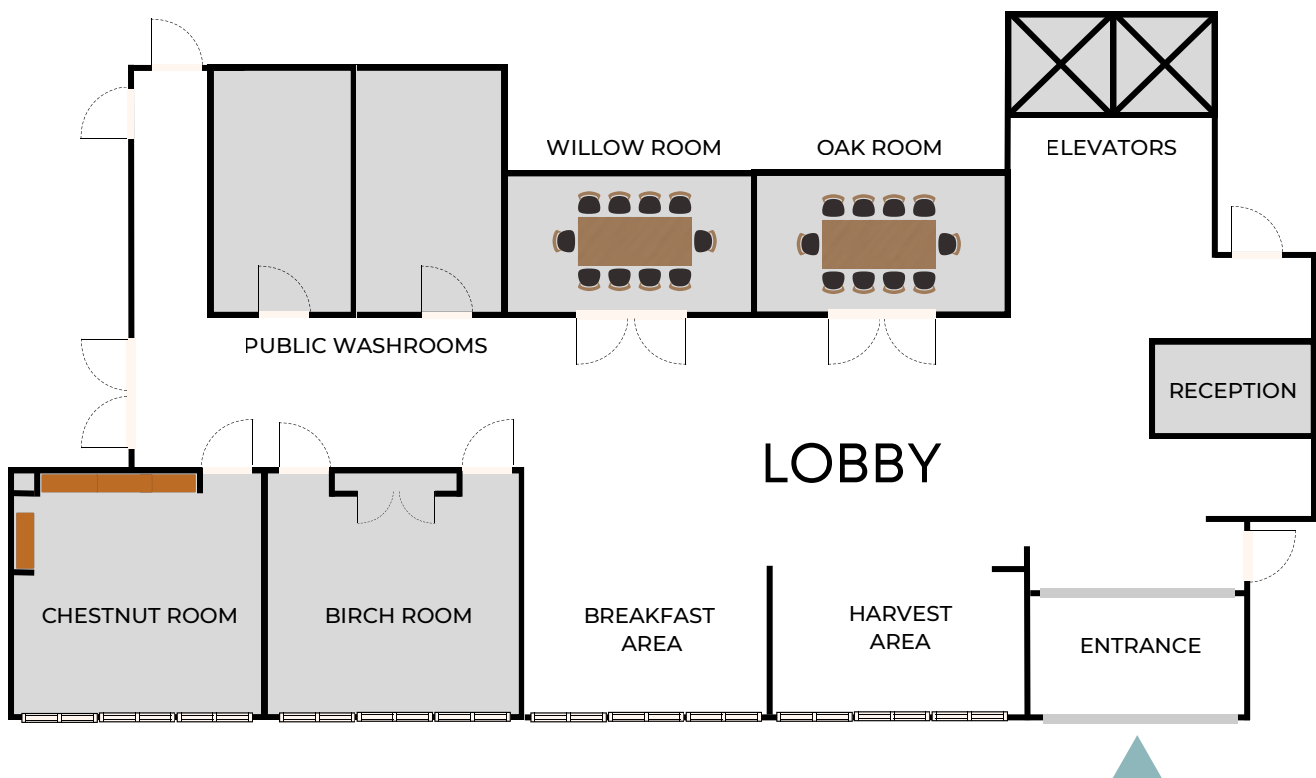 WILLOW ROOM
OAK ROOM
ELEVATORS
PUBLIC WASHROOMS
RECEPTION
LOBBY
CHESTNUT ROOM
BIRCH ROOM
BREAKFAST
AREA
HARVEST
AREA
ENTRANCE